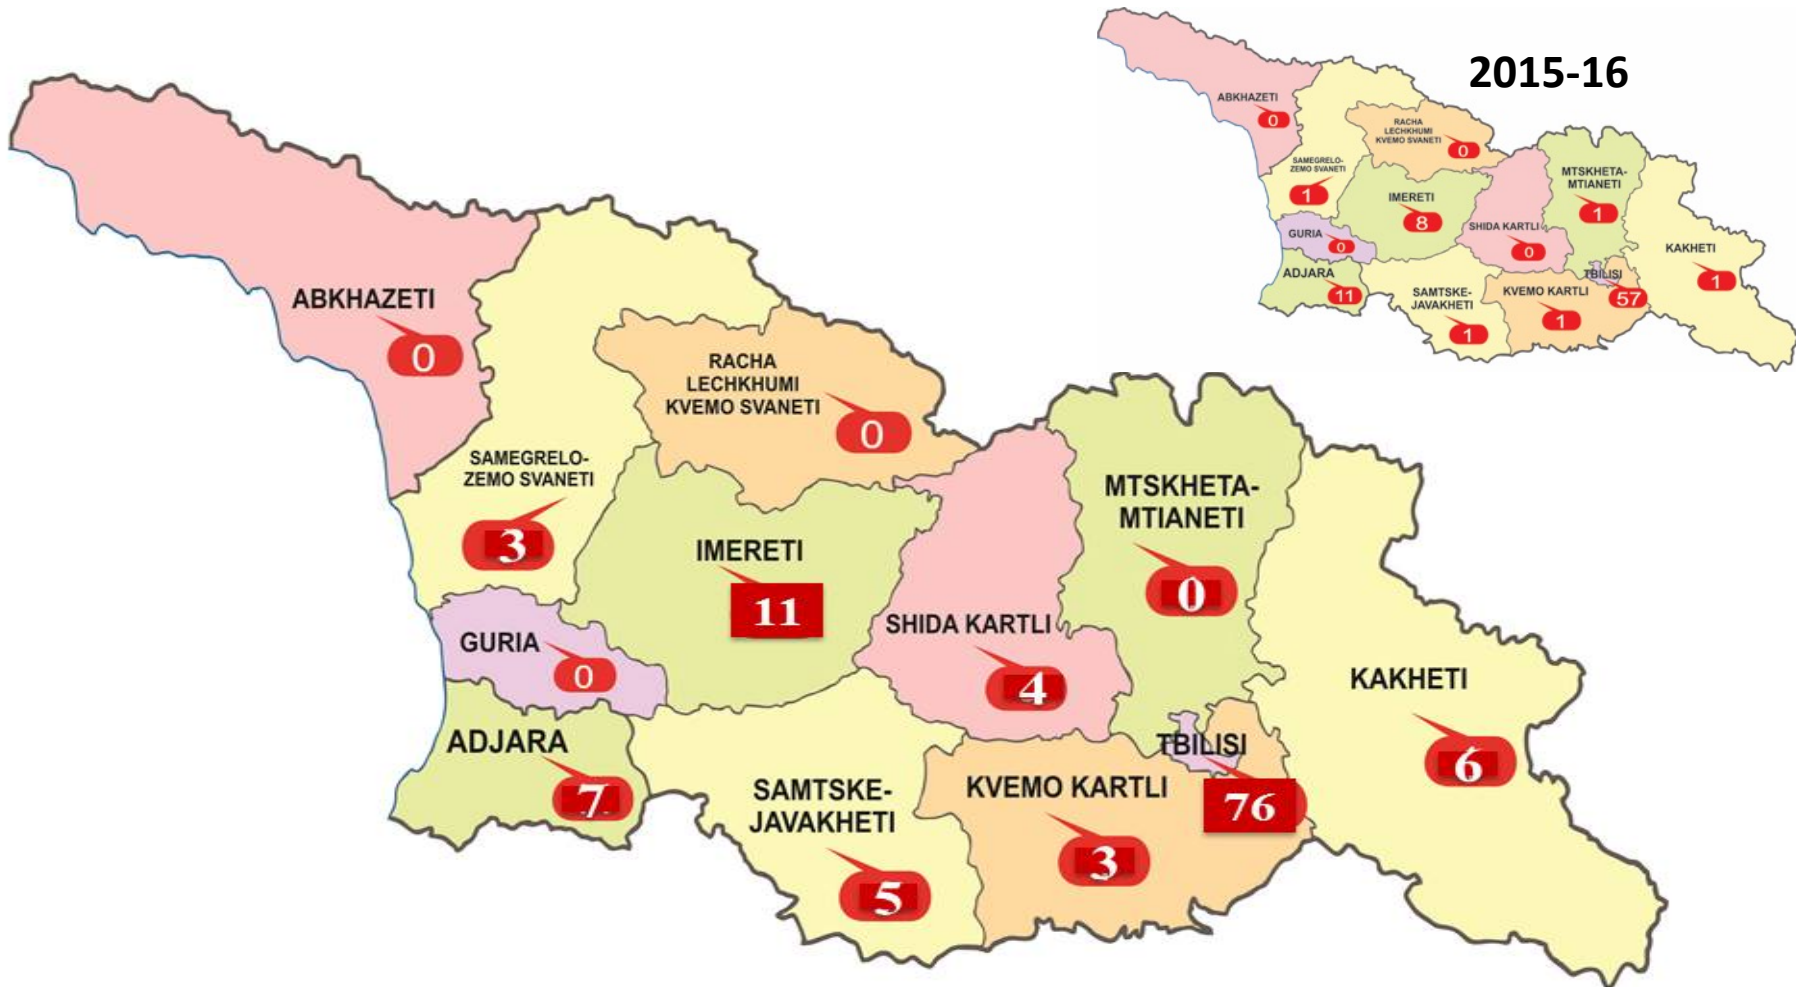 2015-16
ABKHAZETI
0
RACHA
LECHKHUMI
KVEMO SVANETI
0
SAMEGRELO-
ZEMO SVANETI
1
IMERETI
8
MTSKHETA-
MTIANETI
1
GURIA
0
SHIDA KARTLI
0
KAKHETI
1
ADJARA
11
SAMTSKE-
JAVAKHETI
1
KVEMO KARTLI
1
TBILISI
57
ABKHAZETI
0
RACHA
LECHKHUMI
KVEMO SVANETI
0
SAMEGRELO-
ZEMO SVANETI
3
IMERETI
11
MTSKHETA-
MTIANETI
0
GURIA
0
SHIDA KARTLI
4
KAKHETI
6
ADJARA
7
SAMTSKE-
JAVAKHETI
5
KVEMO KARTLI
3
TBILISI
76